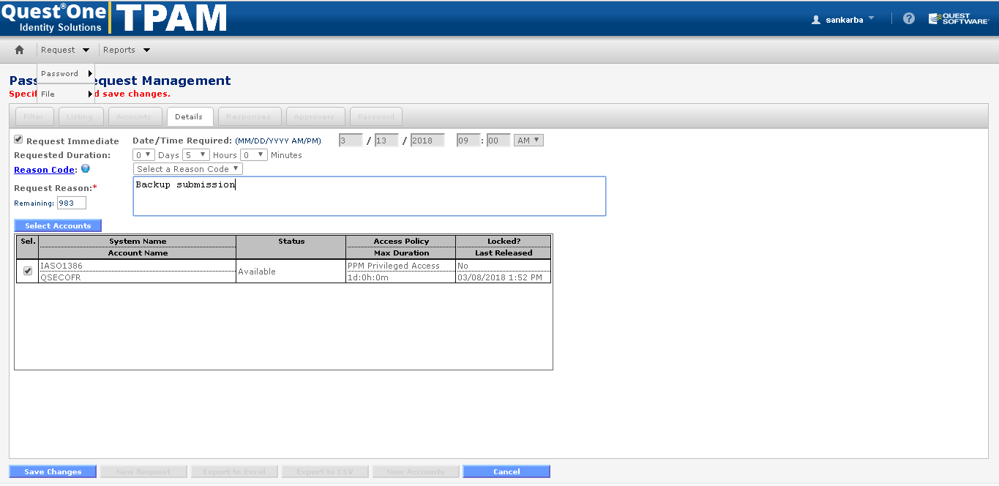 Quest®One TPAM
Identity Solutions
sankarba
?
QUEST SOFTWARE™
Request Reports
Password
File
Pass equest Management
Specif d save changes.
Filter Listing Accounts Details Responses Approvers Password
Request Immediate Date/Time Required: (MM/DD/YYYY AM/PM) 3 / 13 / 2018 09 : 00 AM
Requested Duration: 0 Days 5 Hours 0 Minutes
Reason Code: Select a Reason Code
Request Reason:* Backup submission
Remaining: 983
Select Accounts
Sel. System Name Status Access Policy Locked?
Account Name Max Duration Last Released
IASO1386 Available PPM Privileged Access No
QSECOFR 1d:0h:0m 03/08/2018 1:52 PM
Save Changes New Request Export to Excel Export to CSV New Accounts Cancel